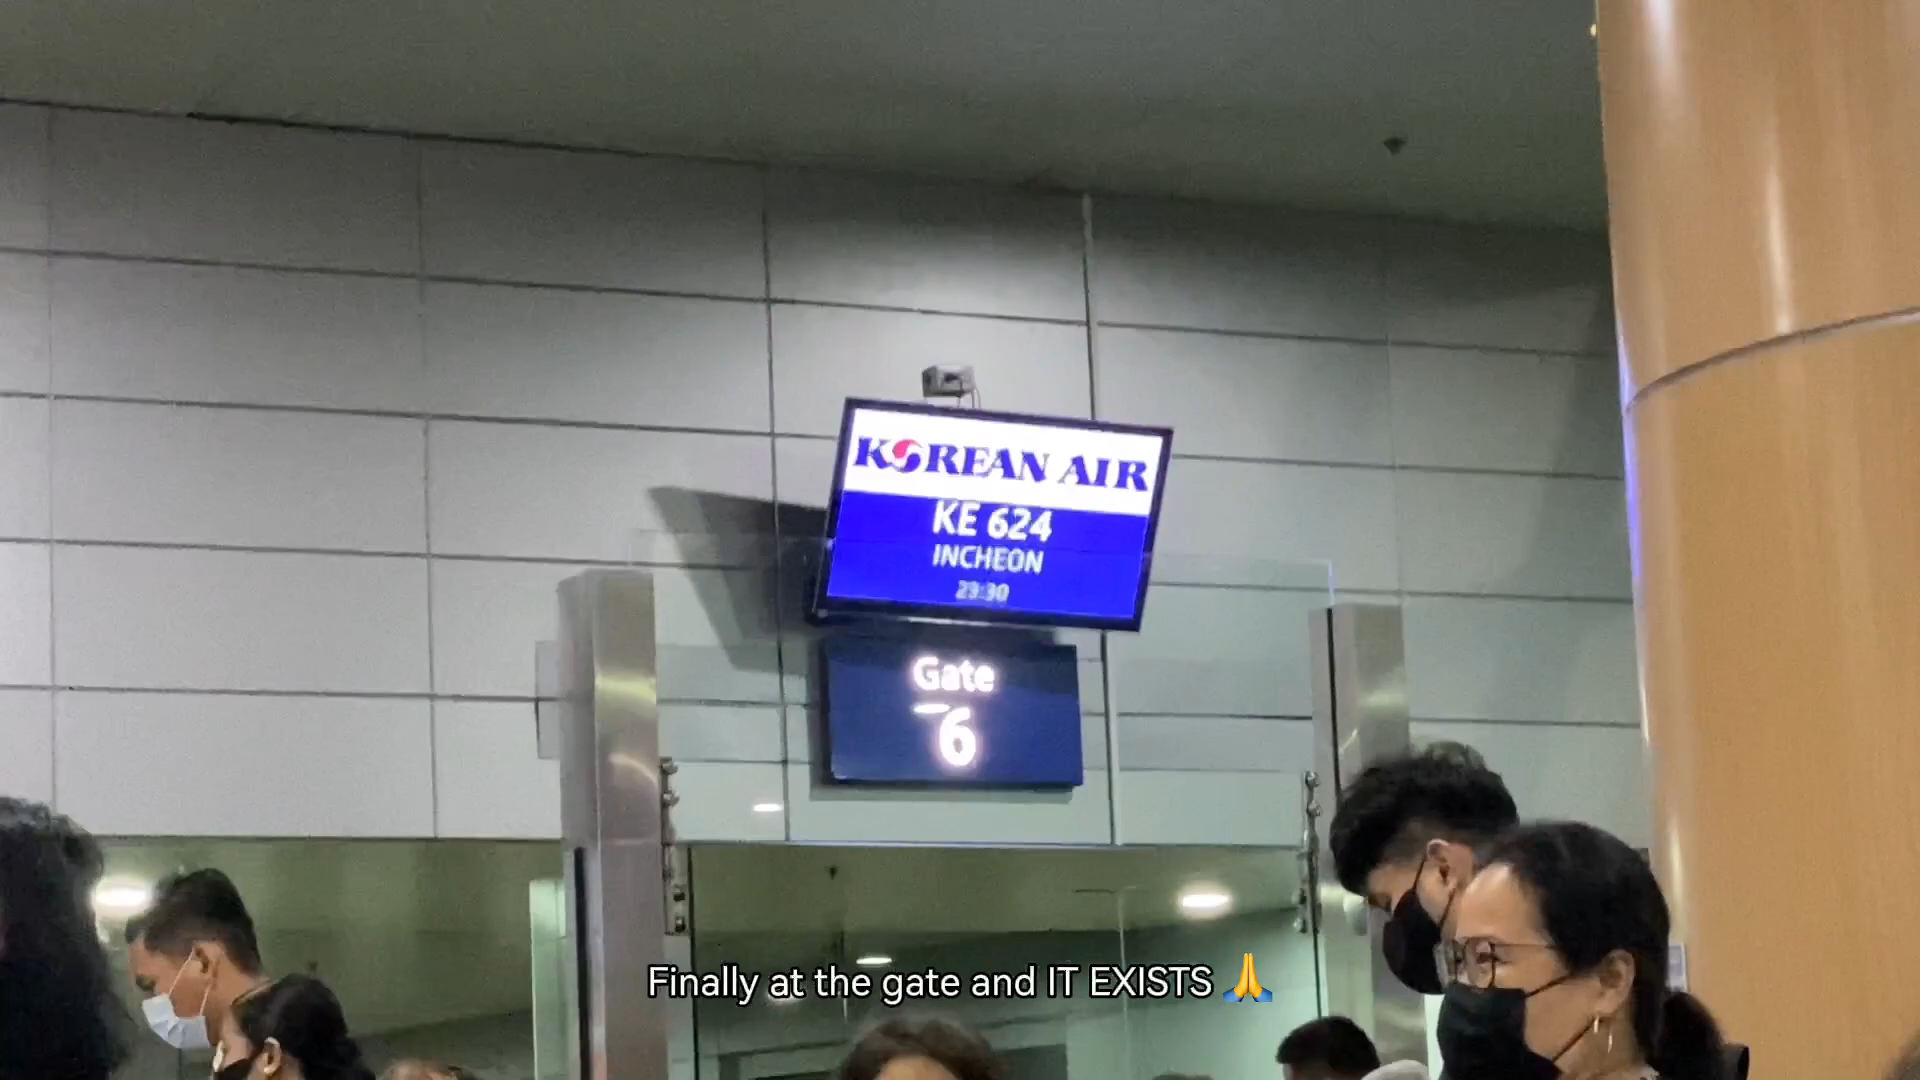 KOREAN AIR
KE 624
INCHEON
23:30
Gate
6
Finally at the gate and IT EXISTS 🙏